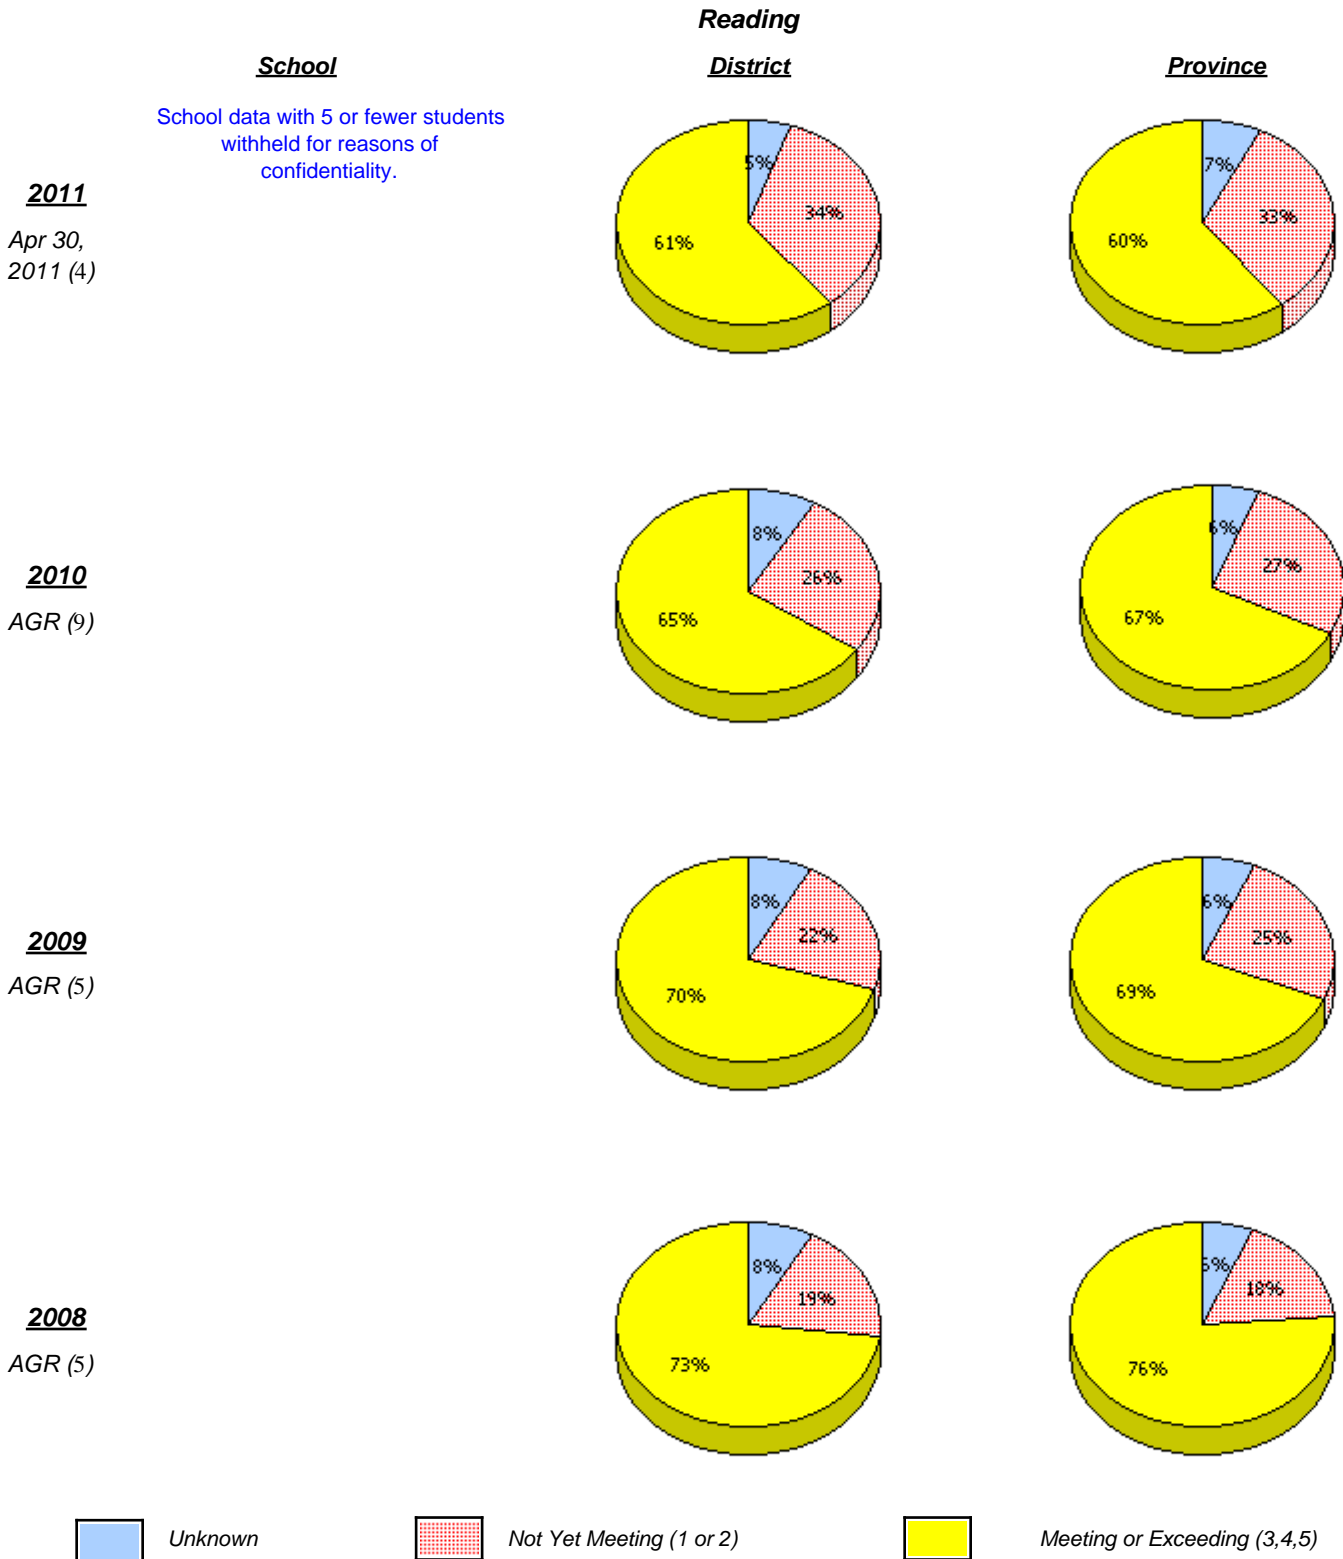 Reading
School District Province
School data with 5 or fewer students
withheld for reasons of
confidentiality.
2011
Apr 30,
2011 (4)
5%
34%
61%
7%
33%
60%
2010
AGR (9)
8%
26%
65%
6%
27%
67%
2009
AGR (5)
8%
22%
70%
6%
25%
69%
2008
AGR (5)
8%
19%
73%
18%
76%
Unknown Not Yet Meeting (1 or 2) Meeting or Exceeding (3,4,5)